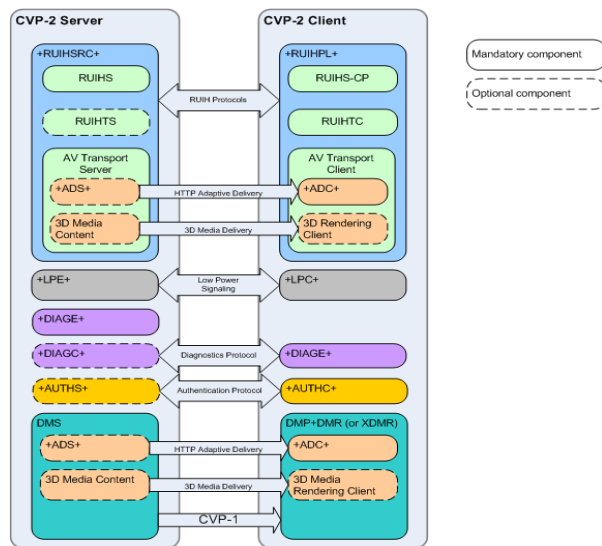 CVP-2 Server
CVP-2 Client
+RUIHSRC+
+RUIHPL+
Mandatory component
RUIHS
RUIHS-CP
RUIH Protocols
Optional component
RUIHTS
RUIHTC
AV Transport
Server
AV Transport
Client
+ADS+
HTTP Adaptive Delivery
+ADC+
3D Media
Content
3D Media Delivery
3D Rendering
Client
+LPE+
Low Power
Signaling
+LPC+
+DIAGE+
+DIAGC+
Diagnostics Protocol
+DIAGE+
+AUTHS+
Authentication Protocol
+AUTHC+
DMS
DMP+DMR (or XDMR)
+ADS+
HTTP Adaptive Delivery
+ADC+
3D Media Content
3D Media Delivery
3D Media
Rendering Client
CVP-1